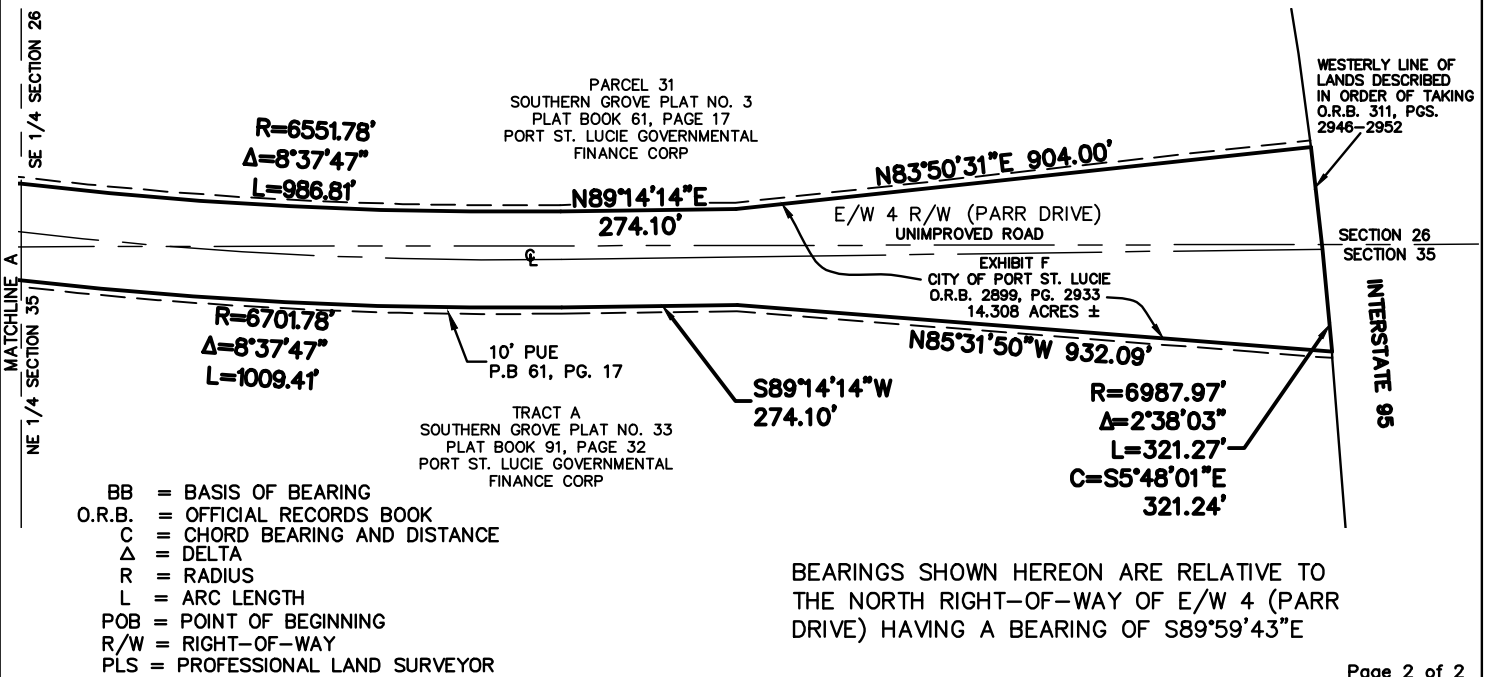 SE 1/4 SECTION 26
MATCHLINE A
NE 1/4 SECTION 35
R=6551.78'
Δ=8°37'47"
L=986.81'
PARCEL 31
SOUTHERN GROVE PLAT NO. 3
PLAT BOOK 61, PAGE 17
PORT ST. LUCIE GOVERNMENTAL
FINANCE CORP
N89°14'14"E
274.10'
N83°50'31"E 904.00'
WESTERLY LINE OF
LANDS DESCRIBED
IN ORDER OF TAKING
O.R.B. 311, PGS.
2946-2952
E/W 4 R/W (PARR DRIVE)
UNIMPROVED ROAD
℄
SECTION 26
SECTION 35
EXHIBIT F
CITY OF PORT ST. LUCIE
O.R.B. 2899, PG. 2933
14.308 ACRES ±
INTERSTATE 95
R=6701.78'
Δ=8°37'47"
L=1009.41'
10' PUE
P.B 61, PG. 17
N85°31'50"W 932.09'
S89°14'14"W
274.10'
R=6987.97'
Δ=2°38'03"
L=321.27'
C=S5°48'01"E
321.24'
TRACT A
SOUTHERN GROVE PLAT NO. 33
PLAT BOOK 91, PAGE 32
PORT ST. LUCIE GOVERNMENTAL
FINANCE CORP
BB = BASIS OF BEARING
O.R.B. = OFFICIAL RECORDS BOOK
C = CHORD BEARING AND DISTANCE
Δ = DELTA
R = RADIUS
L = ARC LENGTH
POB = POINT OF BEGINNING
R/W = RIGHT-OF-WAY
PLS = PROFESSIONAL LAND SURVEYOR
BEARINGS SHOWN HEREON ARE RELATIVE TO
THE NORTH RIGHT-OF-WAY OF E/W 4 (PARR
DRIVE) HAVING A BEARING OF S89°59'43"E
Page 2 of 2